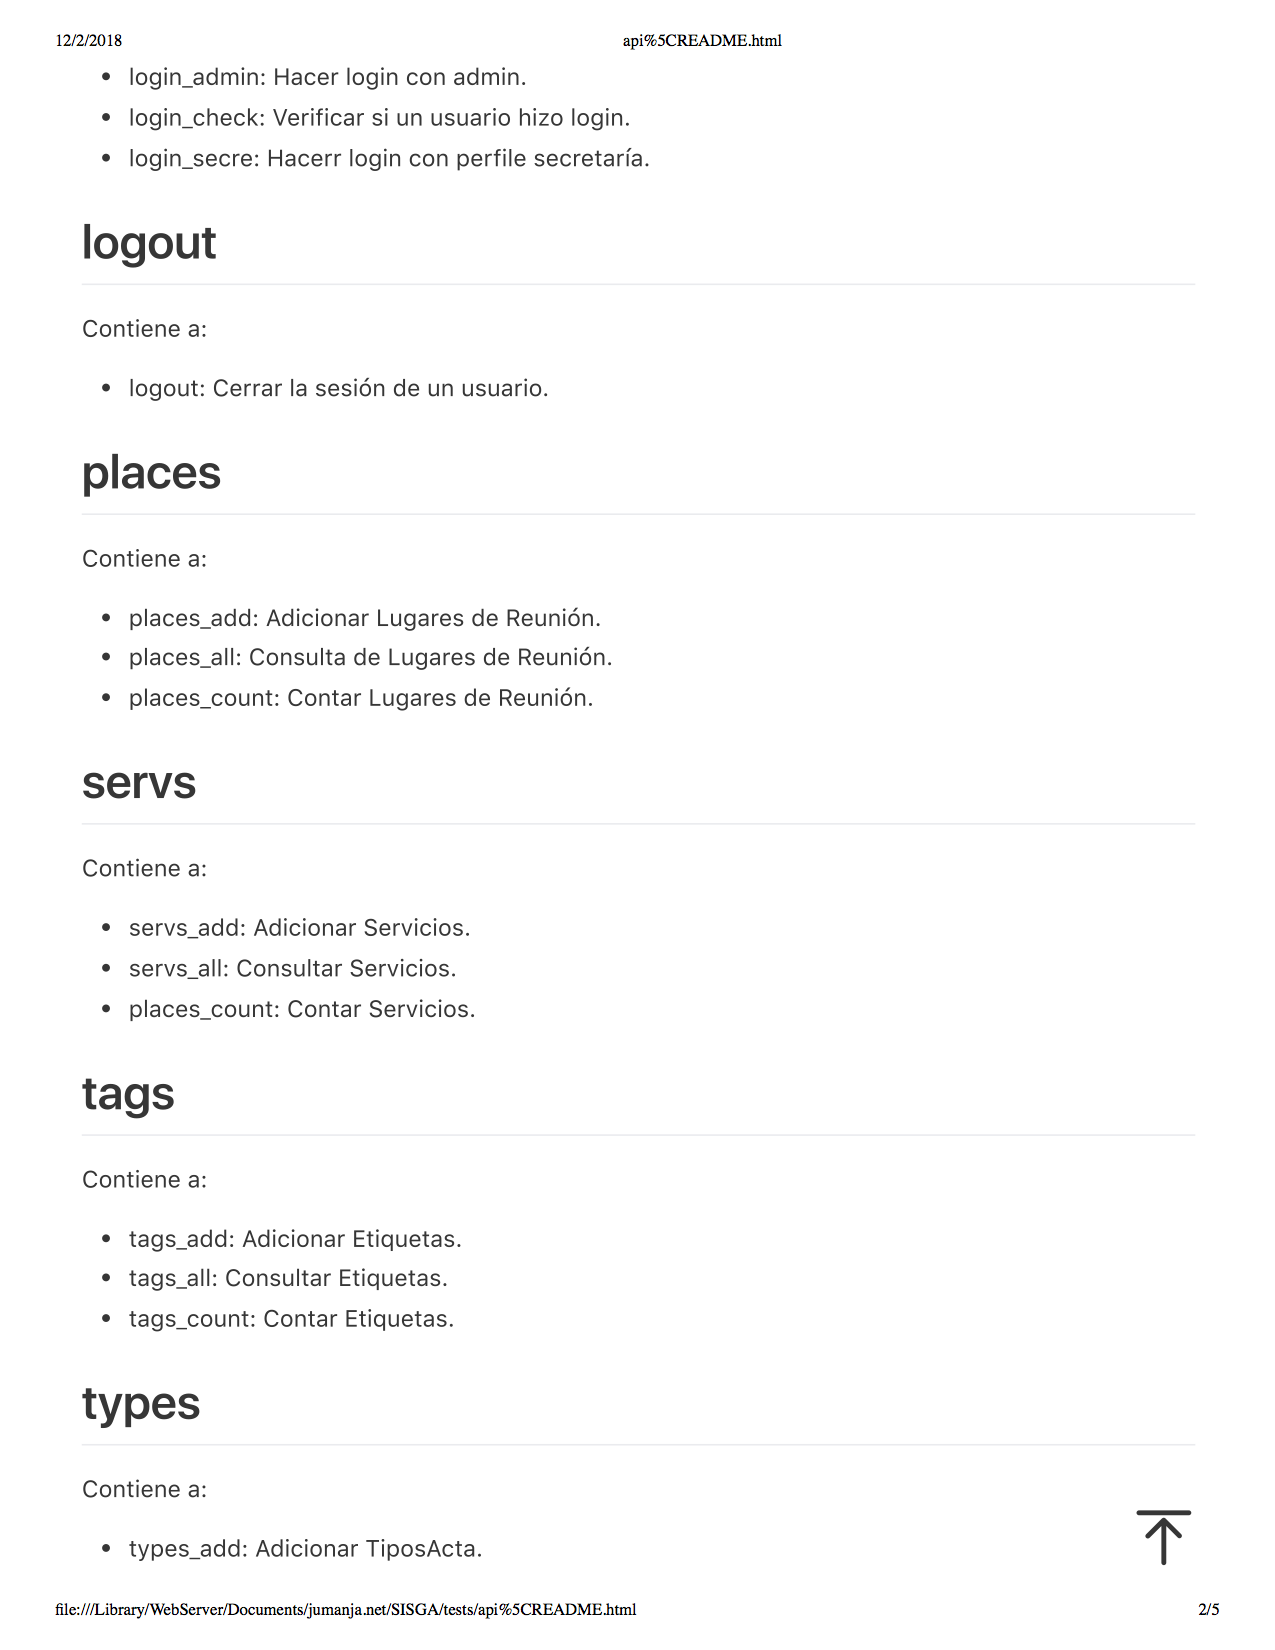 12/2/2018 api%5CREADME.html
• login_admin: Hacer login con admin.
• login_check: Verificar si un usuario hizo login.
• login_secre: Hacerr login con perfile secretaría.
logout
Contiene a:
• logout: Cerrar la sesión de un usuario.
places
Contiene a:
• places_add: Adicionar Lugares de Reunión.
• places_all: Consulta de Lugares de Reunión.
• places_count: Contar Lugares de Reunión.
servs
Contiene a:
• servs_add: Adicionar Servicios.
• servs_all: Consultar Servicios.
• places_count: Contar Servicios.
tags
Contiene a:
• tags_add: Adicionar Etiquetas.
• tags_all: Consultar Etiquetas.
• tags_count: Contar Etiquetas.
types
Contiene a:
• types_add: Adicionar TiposActa.
file:///Library/WebServer/Documents/jumanja.net/SISGA/tests/api%5CREADME.html 2/5